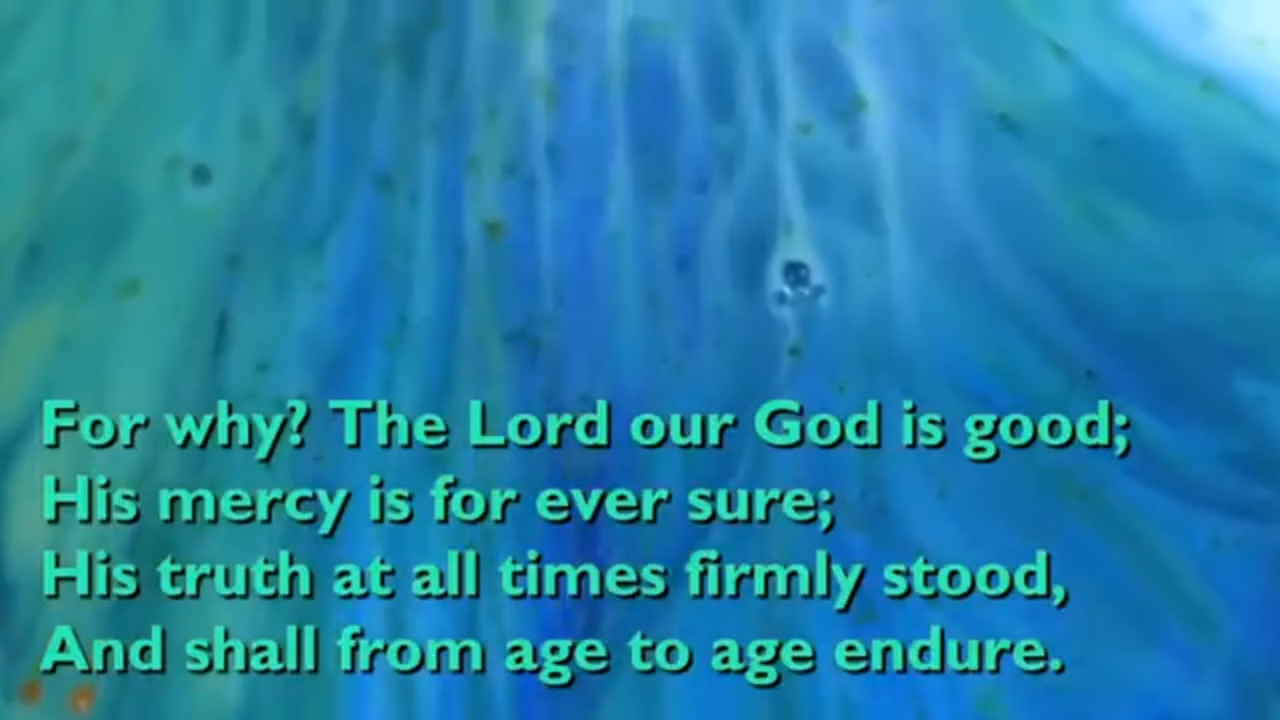 For why? The Lord our God is good;
His mercy is for ever sure;
His truth at all times firmly stood,
And shall from age to age endure.